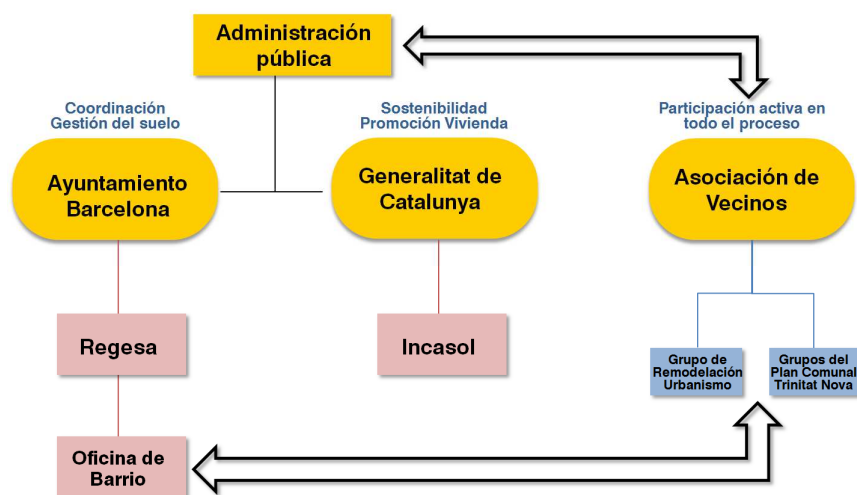 Administración
pública
Coordinación
Gestión del suelo
Sostenibilidad
Promoción Vivienda
Participación activa en
todo el proceso
Ayuntamiento
Barcelona
Generalitat de
Catalunya
Asociación de
Vecinos
Regesa
Incasol
Grupo de
Remodelación
Urbanismo
Grupos del
Plan Comunal
Trinitat Nova
Oficina de
Barrio